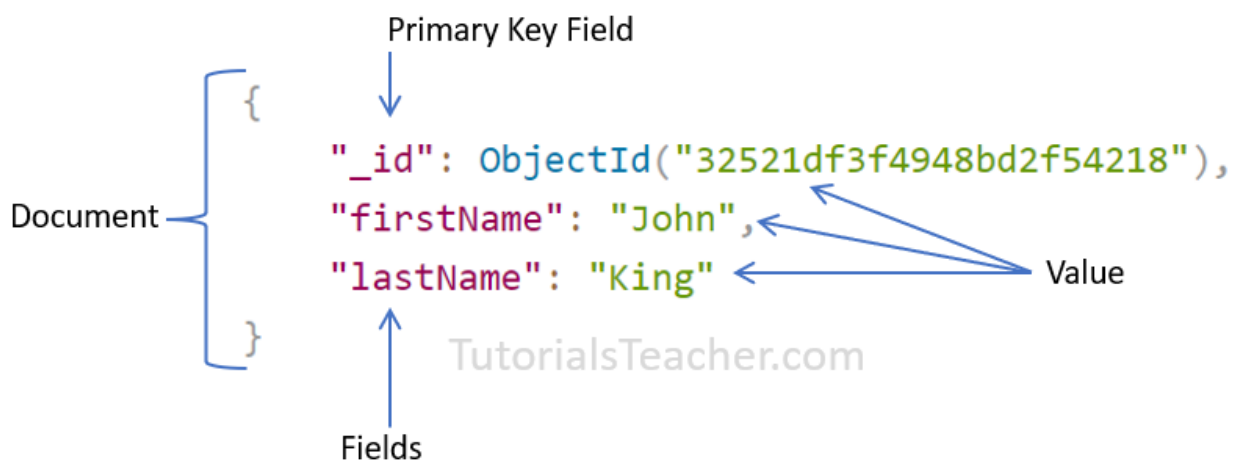 Primary Key Field
{
"_id": ObjectId("32521df3f4948bd2f54218"),
Document
"firstName": "John",
"lastName": "King"
Value
}
TutorialsTeacher.com
Fields